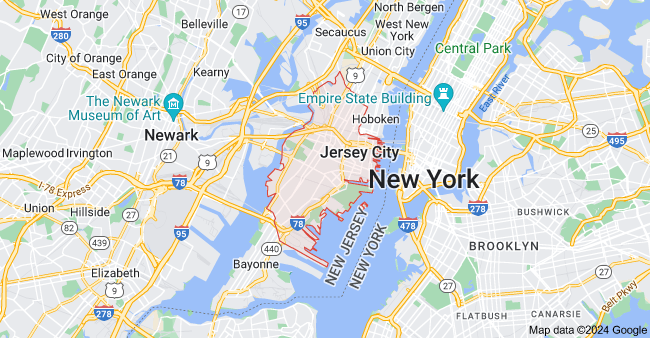 West Orange
17
Belleville
95
North Bergen
West New
York
Secaucus
Union City
280
City of Orange
East Orange
Kearny
9
Central Park
East River
The Newark
Museum of Art
Empire State Building
Hoboken
Newark
25
495
Maplewood
Irvington
21
9
Jersey City
I-78 Express
78
78
New York
Union
Hillside
278
BUSHWICK
82
439
95
78
478
440
NEW JERSEY
NEW YORK
BROOKLYN
Bayonne
Elizabeth
27
27
9
278
Belt Pkwy
FLATBUSH
CANARSIE
Map data ©2024 Google